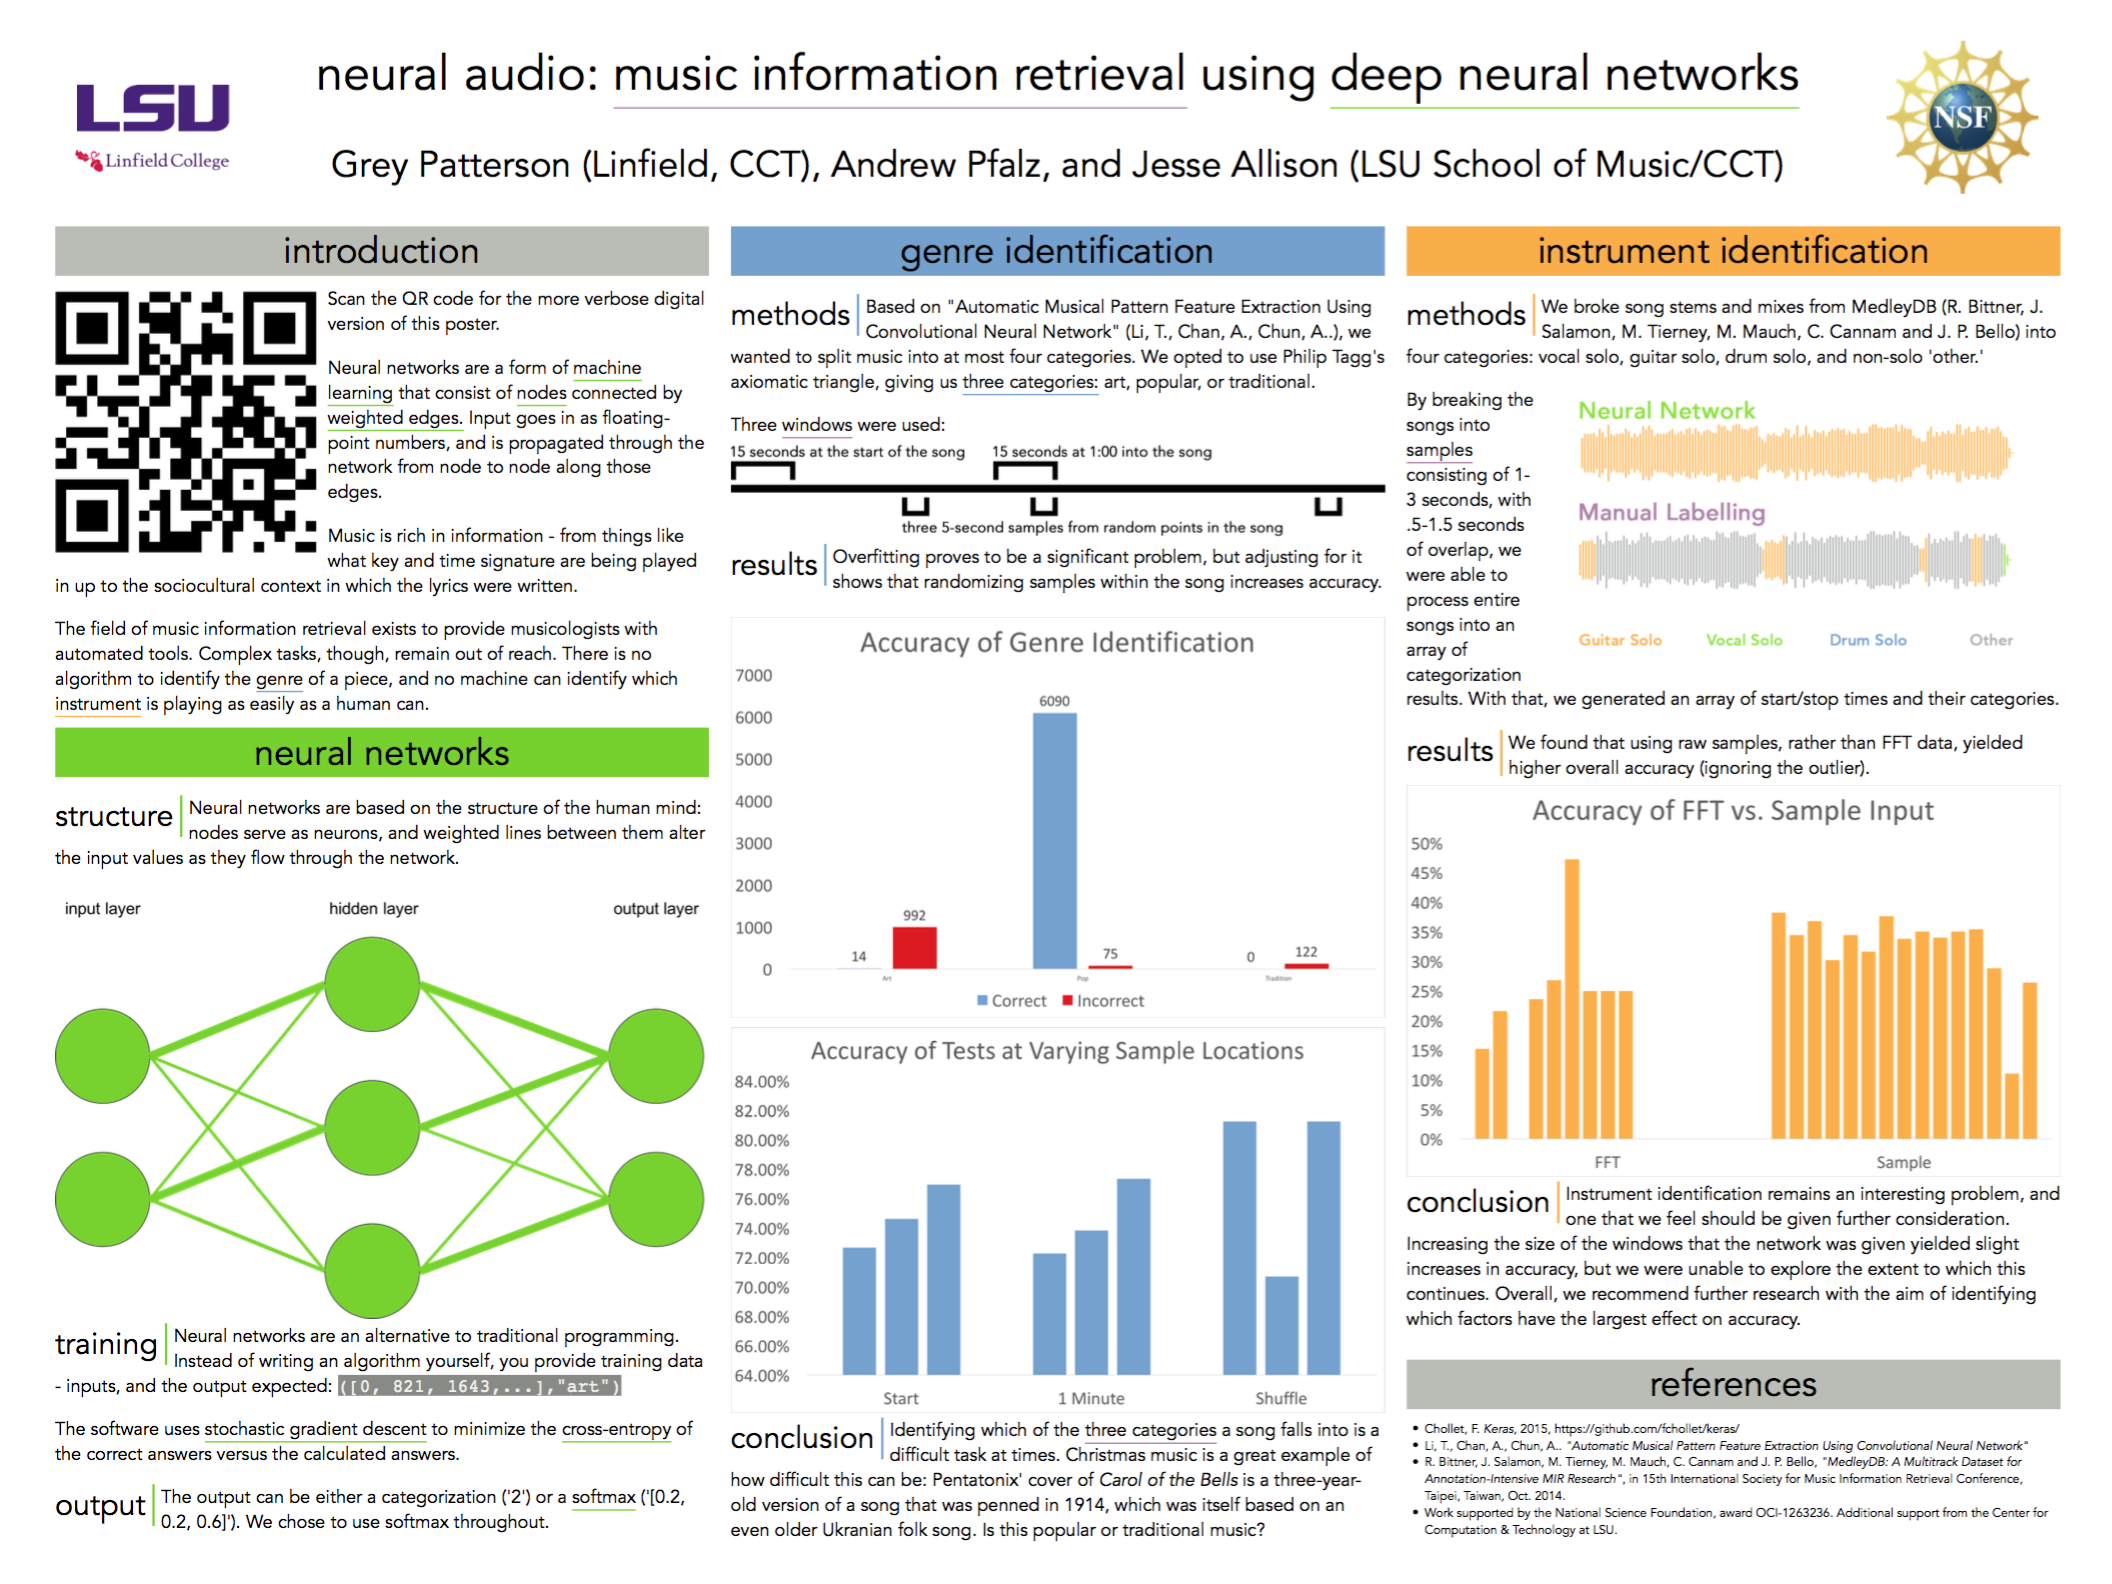 neural audio: music information retrieval using deep neural networks
LSU
Linfield College
Grey Patterson (Linfield, CCT), Andrew Pfalz, and Jesse Allison (LSU School of Music/CCT)
NSF
introduction
Scan the QR code for the more verbose digital
version of this poster.
Neural networks are a form of machine
learning that consist of nodes connected by
weighted edges. Input goes in as floating-
point numbers, and is propagated through the
network from node to node along those
edges.
Music is rich in information - from things like
what key and time signature are being played
in up to the sociocultural context in which the lyrics were written.
The field of music information retrieval exists to provide musicologists with
automated tools. Complex tasks, though, remain out of reach. There is no
algorithm to identify the genre of a piece, and no machine can identify which
instrument is playing as easily as a human can.
neural networks
structure
Neural networks are based on the structure of the human mind:
nodes serve as neurons, and weighted lines between them alter
the input values as they flow through the network.
input layer hidden layer output layer
training
Neural networks are an alternative to traditional programming.
Instead of writing an algorithm yourself, you provide training data
- inputs, and the output expected: ([0, 821, 1643,...],"art")
The software uses stochastic gradient descent to minimize the cross-entropy of
the correct answers versus the calculated answers.
output
The output can be either a categorization ('2') or a softmax ('[0.2,
0.2, 0.6]'). We chose to use softmax throughout.
genre identification
methods
Based on "Automatic Musical Pattern Feature Extraction Using
Convolutional Neural Network" (Li, T., Chan, A., Chun, A..), we
wanted to split music into at most four categories. We opted to use Philip Tagg's
axiomatic triangle, giving us three categories: art, popular, or traditional.
Three windows were used:
15 seconds at the start of the song 15 seconds at 1:00 into the song
three 5-second samples from random points in the song
results
Overfitting proves to be a significant problem, but adjusting for it
shows that randomizing samples within the song increases accuracy.
Accuracy of Genre Identification
7000
6000
5000
4000
3000
2000
1000
0
14 992 6090 75 0 122
Art Pop Tradition
Correct Incorrect
Accuracy of Tests at Varying Sample Locations
84.00%
82.00%
80.00%
78.00%
76.00%
74.00%
72.00%
70.00%
68.00%
66.00%
64.00%
Start 1 Minute Shuffle
conclusion
Identifying which of the three categories a song falls into is a
difficult task at times. Christmas music is a great example of
how difficult this can be: Pentatonix' cover of Carol of the Bells is a three-year-
old version of a song that was penned in 1914, which was itself based on an
even older Ukranian folk song. Is this popular or traditional music?
instrument identification
methods
We broke song stems and mixes from MedleyDB (R. Bittner, J.
Salamon, M. Tierney, M. Mauch, C. Cannam and J. P. Bello) into
four categories: vocal solo, guitar solo, drum solo, and non-solo 'other.'
By breaking the
songs into
samples
consisting of 1-
3 seconds, with
.5-1.5 seconds
of overlap, we
were able to
process entire
songs into an
array of
categorization
results. With that, we generated an array of start/stop times and their categories.
Neural Network
Manual Labelling
Guitar Solo Vocal Solo Drum Solo Other
results
We found that using raw samples, rather than FFT data, yielded
higher overall accuracy (ignoring the outlier).
Accuracy of FFT vs. Sample Input
50%
45%
40%
35%
30%
25%
20%
15%
10%
5%
0%
FFT Sample
conclusion
Instrument identification remains an interesting problem, and
one that we feel should be given further consideration.
Increasing the size of the windows that the network was given yielded slight
increases in accuracy, but we were unable to explore the extent to which this
continues. Overall, we recommend further research with the aim of identifying
which factors have the largest effect on accuracy.
references
• Chollet, F. Keras, 2015, https://github.com/fchollet/keras/
• Li, T., Chan, A., Chun, A.. "Automatic Musical Pattern Feature Extraction Using Convolutional Neural Network"
• R. Bittner, J. Salamon, M. Tierney, M. Mauch, C. Cannam and J. P. Bello, "MedleyDB: A Multitrack Dataset for
Annotation-Intensive MIR Research", in 15th International Society for Music Information Retrieval Conference,
Taipei, Taiwan, Oct. 2014.
• Work supported by the National Science Foundation, award OCI-1263236. Additional support from the Center for
Computation & Technology at LSU.